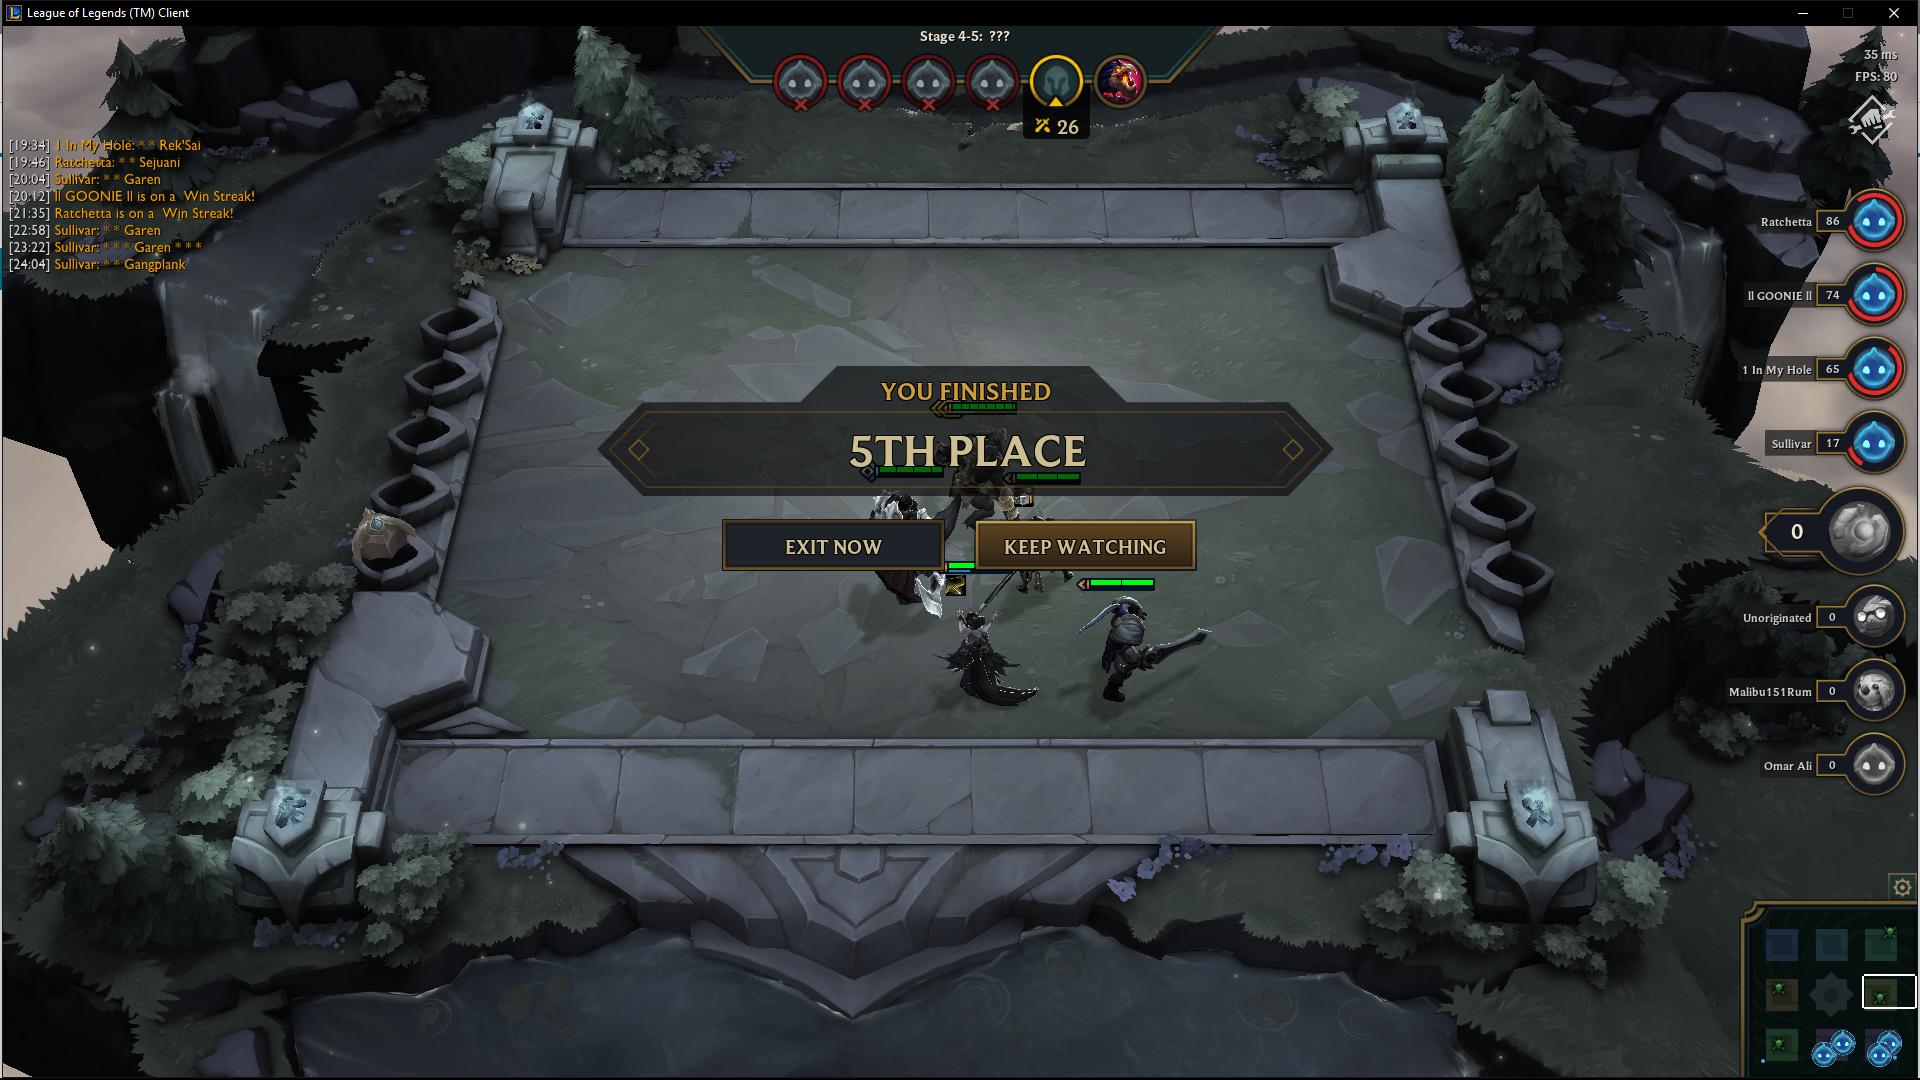 League of Legends (TM) Client
Stage 4-5: ???
26
35 ms
FPS: 80
[19:34] 1 In My Hole: * * Rek'Sai
[19:46] Ratchetta: * * Sejuani
[20:04] Sullivar: * * Garen
[20:12] ll GOONIE ll is on a  Win Streak!
[21:35] Ratchetta is on a  Win Streak!
[22:58] Sullivar: * * Garen
[23:22] Sullivar: * * * Garen * * *
[24:04] Sullivar: * * Gangplank
Ratchetta 86
ll GOONIE ll 74
1 In My Hole 65
Sullivar 17
0
Unoriginated 0
Malibu151Rum 0
Omar Ali 0
YOU FINISHED
5TH PLACE
EXIT NOW
KEEP WATCHING